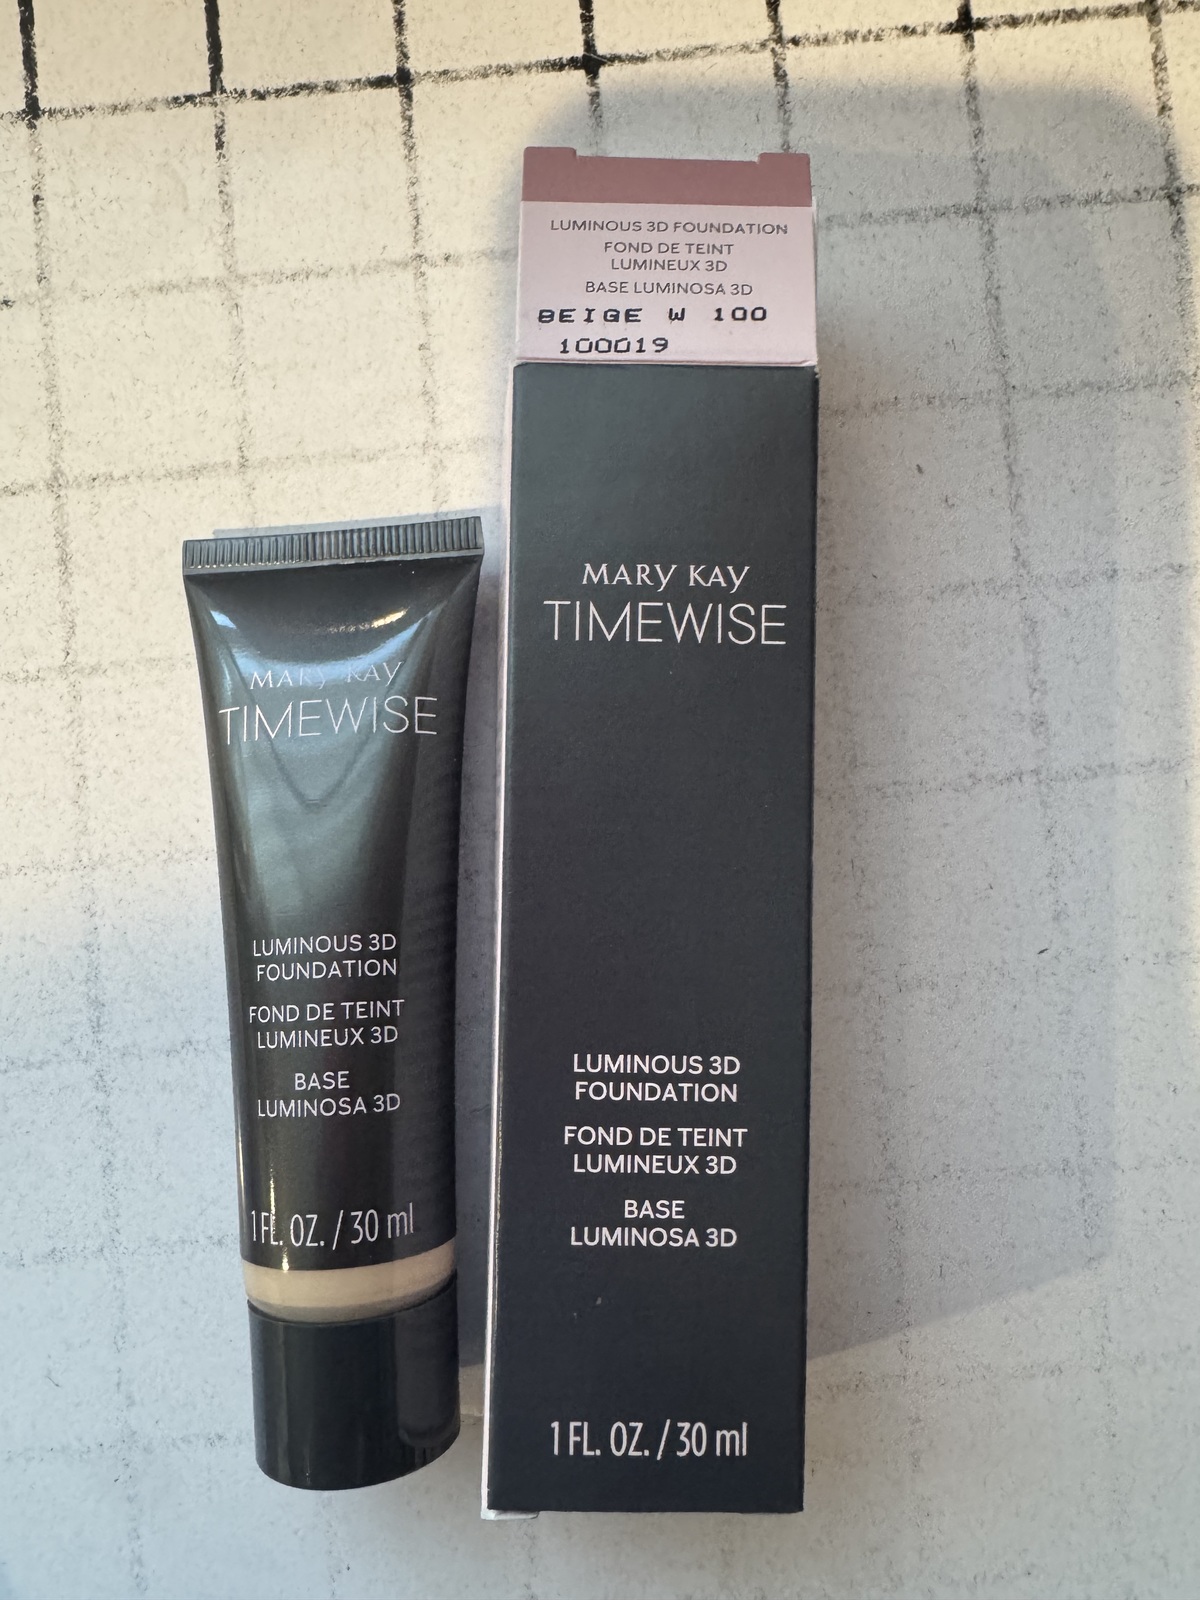 LUMINOUS 3D FOUNDATION
FOND DE TEINT
LUMINEUX 3D
BASE LUMINOSA 3D
BEIGE W 100
100019
MARY KAY
TIMEWISE
LUMINOUS 3D
FOUNDATION
FOND DE TEINT
LUMINEUX 3D
BASE
LUMINOSA 3D
1 FL. OZ. / 30 ml
MARY KAY
TIMEWISE
LUMINOUS 3D
FOUNDATION
FOND DE TEINT
LUMINEUX 3D
BASE
LUMINOSA 3D
1 FL. OZ. / 30 ml